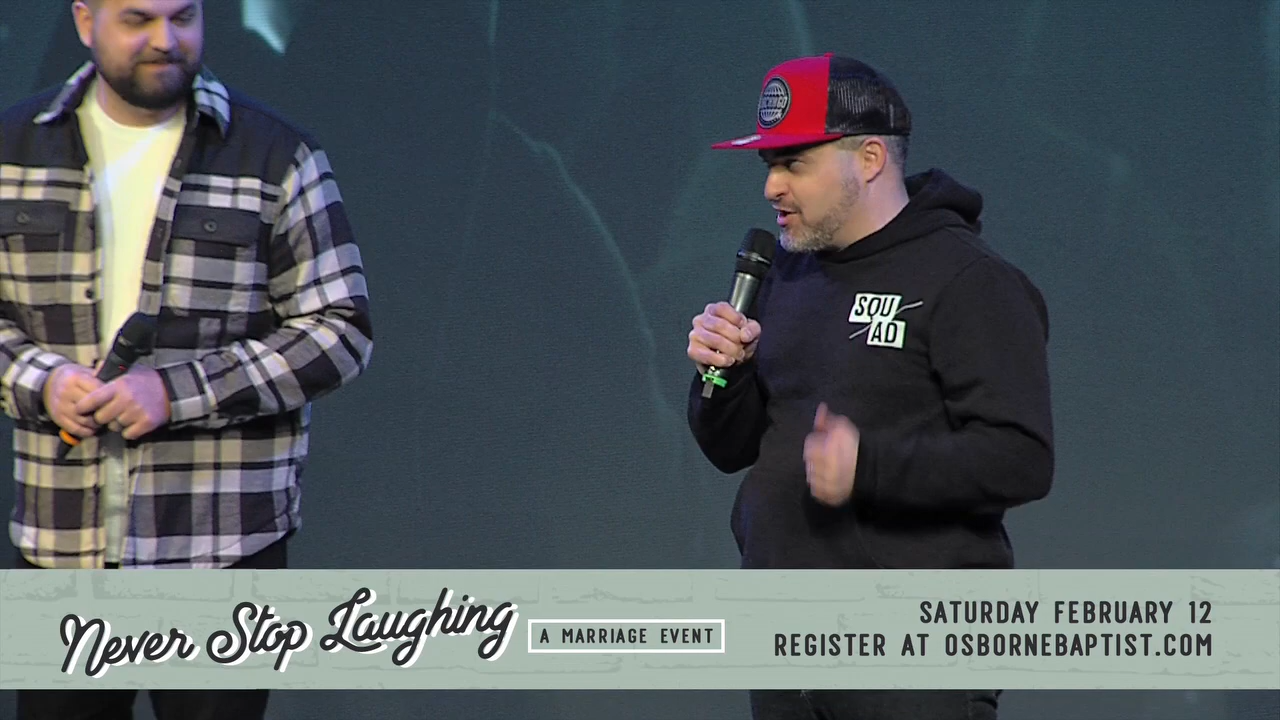 SQU
AD
Never Stop Laughing
A MARRIAGE EVENT
SATURDAY FEBRUARY 12
REGISTER AT OSBORNEBAPTIST.COM